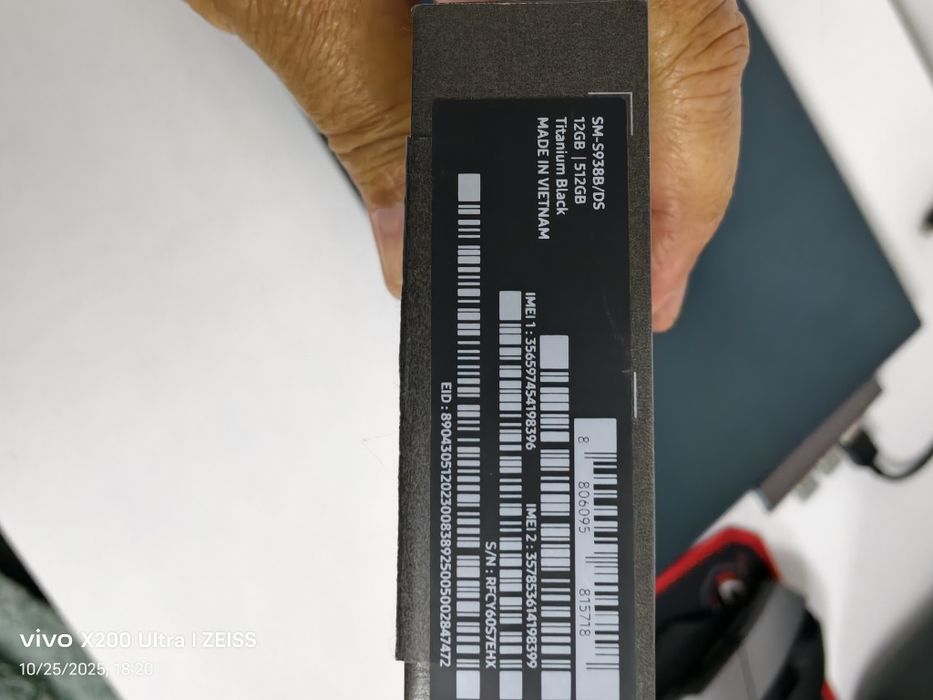 SM-S938B/DS
12GB | 512GB
Titanium Black
MADE IN VIETNAM
8 806095 815718
IMEI 1 : 356597454198396
IMEI 2 : 357853614198399
S/N : RFCY60S7EHX
EID : 89043051202300838925005002847472
vivo X200 Ultra | ZEISS
10/25/2025, 18:20